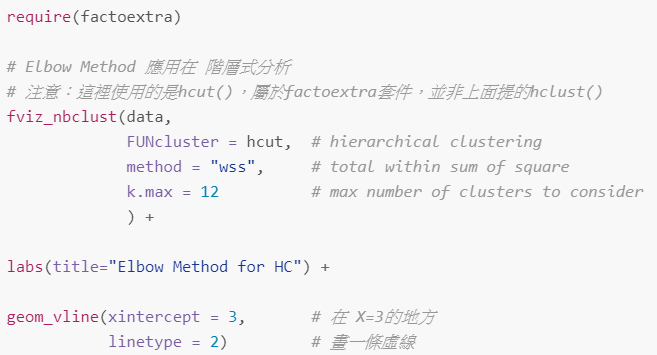 require(factoextra)
# Elbow Method 應用在 階層式分析
# 注意：這裡使用的是hcut()，屬於factoextra套件，並非上面提的hclust()
fviz_nbclust(data,
FUNcluster = hcut,  # hierarchical clustering
method = "wss",     # total within sum of square
k.max = 12          # max number of clusters to consider
) +
labs(title="Elbow Method for HC") +
geom_vline(xintercept = 3,       # 在 X=3的地方
linetype = 2)        # 畫一條虛線